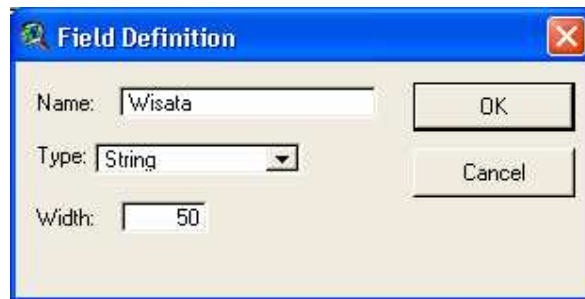 Field Definition
Name: Wisata
OK
Type: String
Cancel
Width: 50